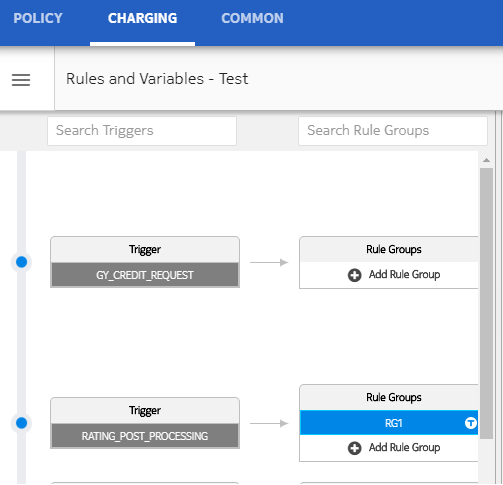 POLICY CHARGING COMMON
Rules and Variables - Test
Search Triggers Search Rule Groups
Trigger Rule Groups
GY_CREDIT_REQUEST Add Rule Group
Rule Groups
Trigger RG1 T
RATING_POST_PROCESSING Add Rule Group